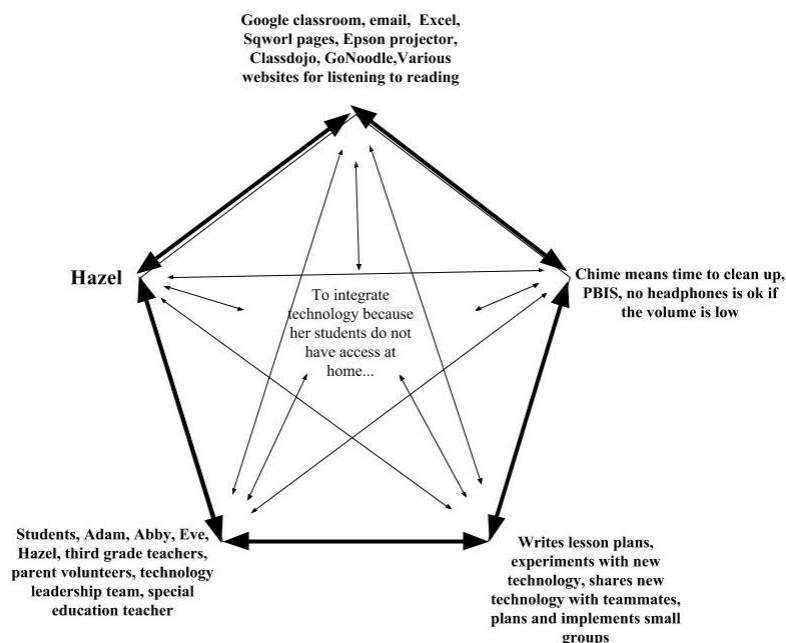 Google classroom, email, Excel,
Sqworl pages, Epson projector,
Classdojo, GoNoodle,Various
websites for listening to reading
Hazel
Chime means time to clean up,
PBIS, no headphones is ok if
the volume is low
To integrate
technology because
her students do not
have access at
home...
Students, Adam, Abby, Eve,
Hazel, third grade teachers,
parent volunteers, technology
leadership team, special
education teacher
Writes lesson plans,
experiments with new
technology, shares new
technology with teammates,
plans and implements small
groups